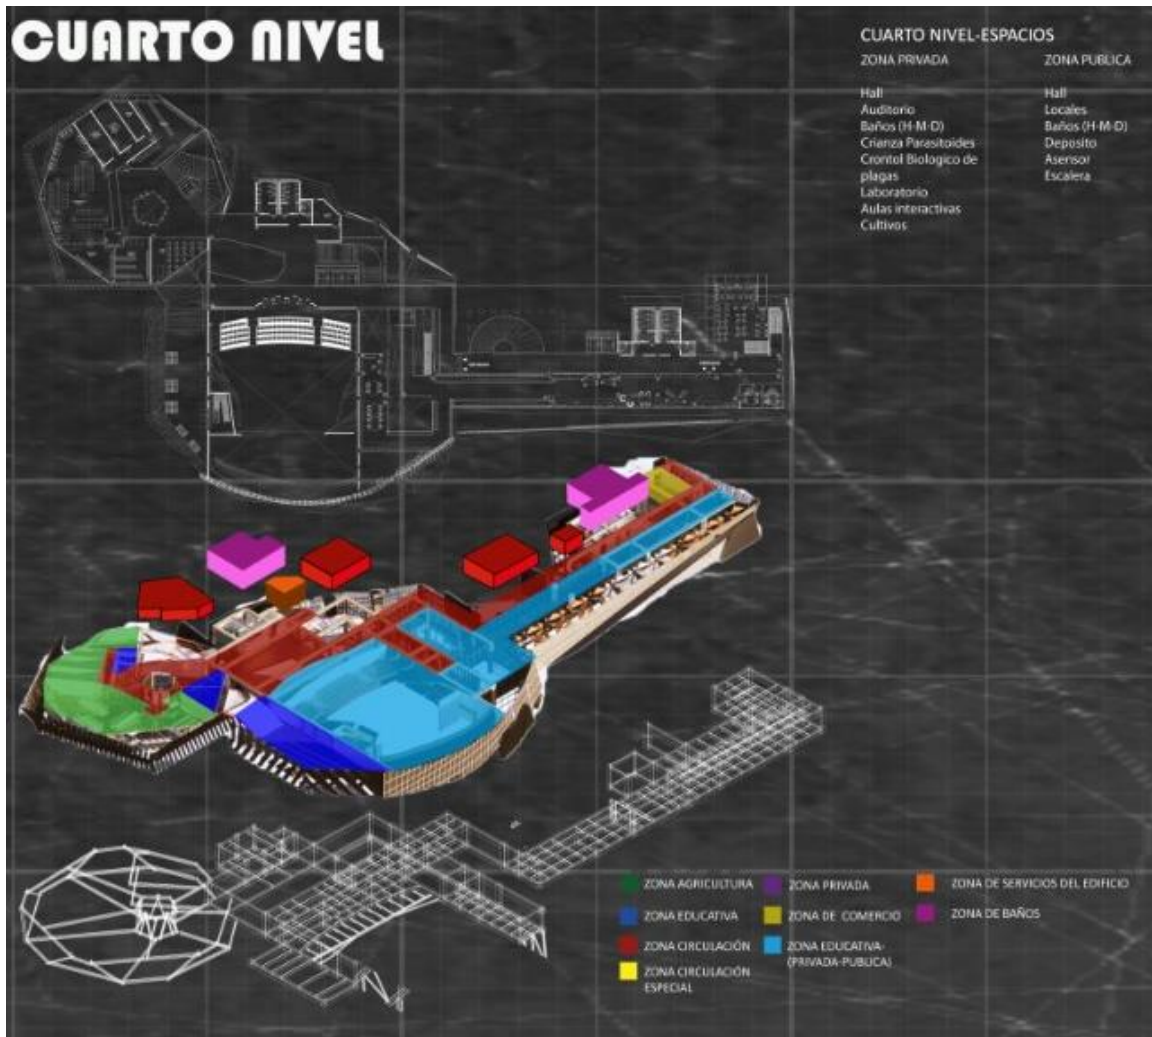 CUARTO NIVEL
CUARTO NIVEL-ESPACIOS
ZONA PRIVADA
Hall
Auditorio
Baños (H-M-D)
Crianza Parasitoides
Crontol Biologico de
plagas
Laboratorio
Aulas interactivas
Cultivos
ZONA PUBLICA
Hall
Locales
Baños (H-M-D)
Deposito
Asensor
Escalera
ZONA AGRICULTURA
ZONA EDUCATIVA
ZONA CIRCULACIÓN
ZONA CIRCULACIÓN
ESPECIAL
ZONA PRIVADA
ZONA DE COMERCIO
ZONA EDUCATIVA-
(PRIVADA-PUBLICA)
ZONA DE SERVICIOS DEL EDIFICIO
ZONA DE BAÑOS